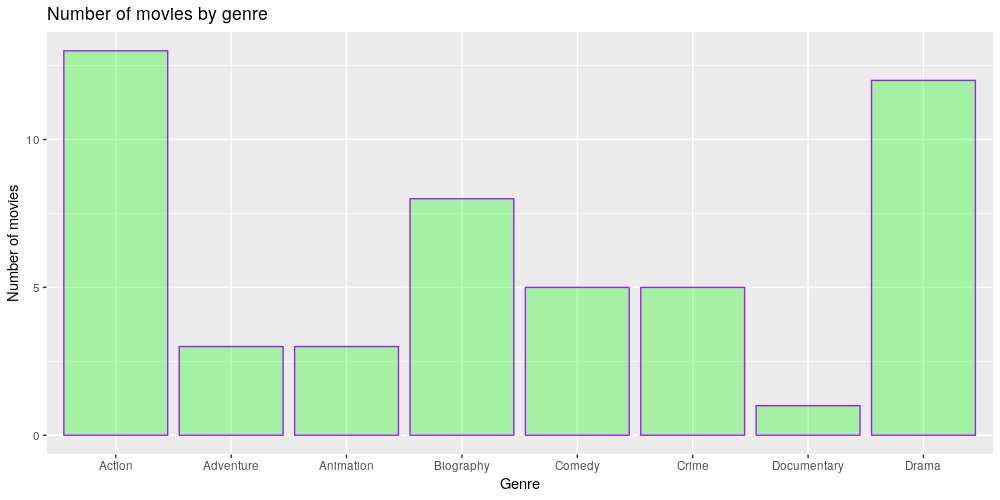 Number of movies by genre
Number of movies
10
5
0
Action Adventure Animation Biography Comedy Crime Documentary Drama
Genre